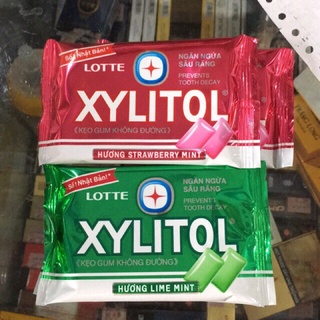 Số 1 Nhật Bản!*
LOTTE
NGĂN NGỪA
SÂU RĂNG
PREVENTS
TOOTH DECAY
XYLITOL®
(KẸO GUM KHÔNG ĐƯỜNG)
HƯƠNG STRAWBERRY MINT
Số 1 Nhật Bản!*
LOTTE
NGĂN NGỪA
SÂU RĂNG
PREVENTS
TOOTH DECAY
XYLITOL®
(KẸO GUM KHÔNG ĐƯỜNG)
HƯƠNG LIME MINT